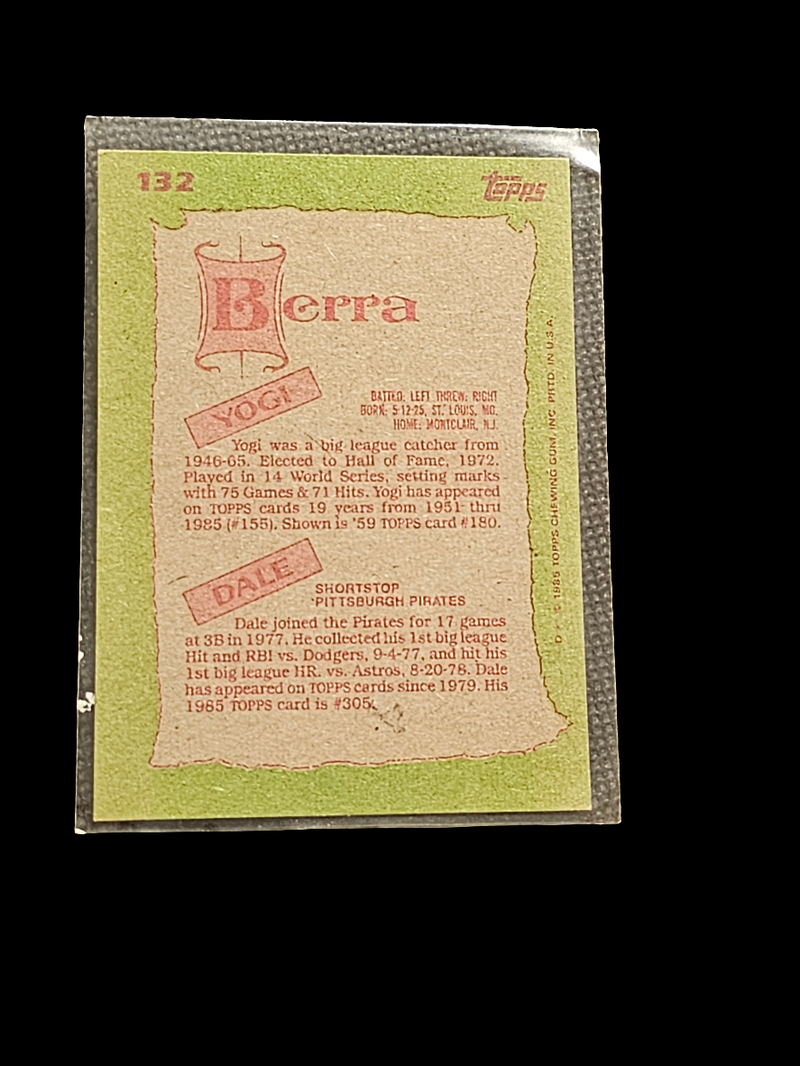 132
Topps
Berra
YOGI
BATTED: LEFT THREW: RIGHT
BORN: 5-12-25, ST. LOUIS, MO.
HOME: MONTCLAIR, N.J.
Yogi was a big league catcher from
1946-65. Elected to Hall of Fame, 1972.
Played in 14 World Series, setting marks
with 75 Games & 71 Hits. Yogi has appeared
on TOPPS cards 19 years from 1951 thru
1985 (#155). Shown is '59 TOPPS card #180.
DALE
SHORTSTOP
PITTSBURGH PIRATES
Dale joined the Pirates for 17 games
at 3B in 1977. He collected his 1st big league
Hit and RBI vs. Dodgers, 9-4-77, and hit his
1st big league HR. vs. Astros, 8-20-78. Dale
has appeared on TOPPS cards since 1979. His
1985 TOPPS card is #305.
© 1985 TOPPS CHEWING GUM, INC. PRTD. IN U.S.A.